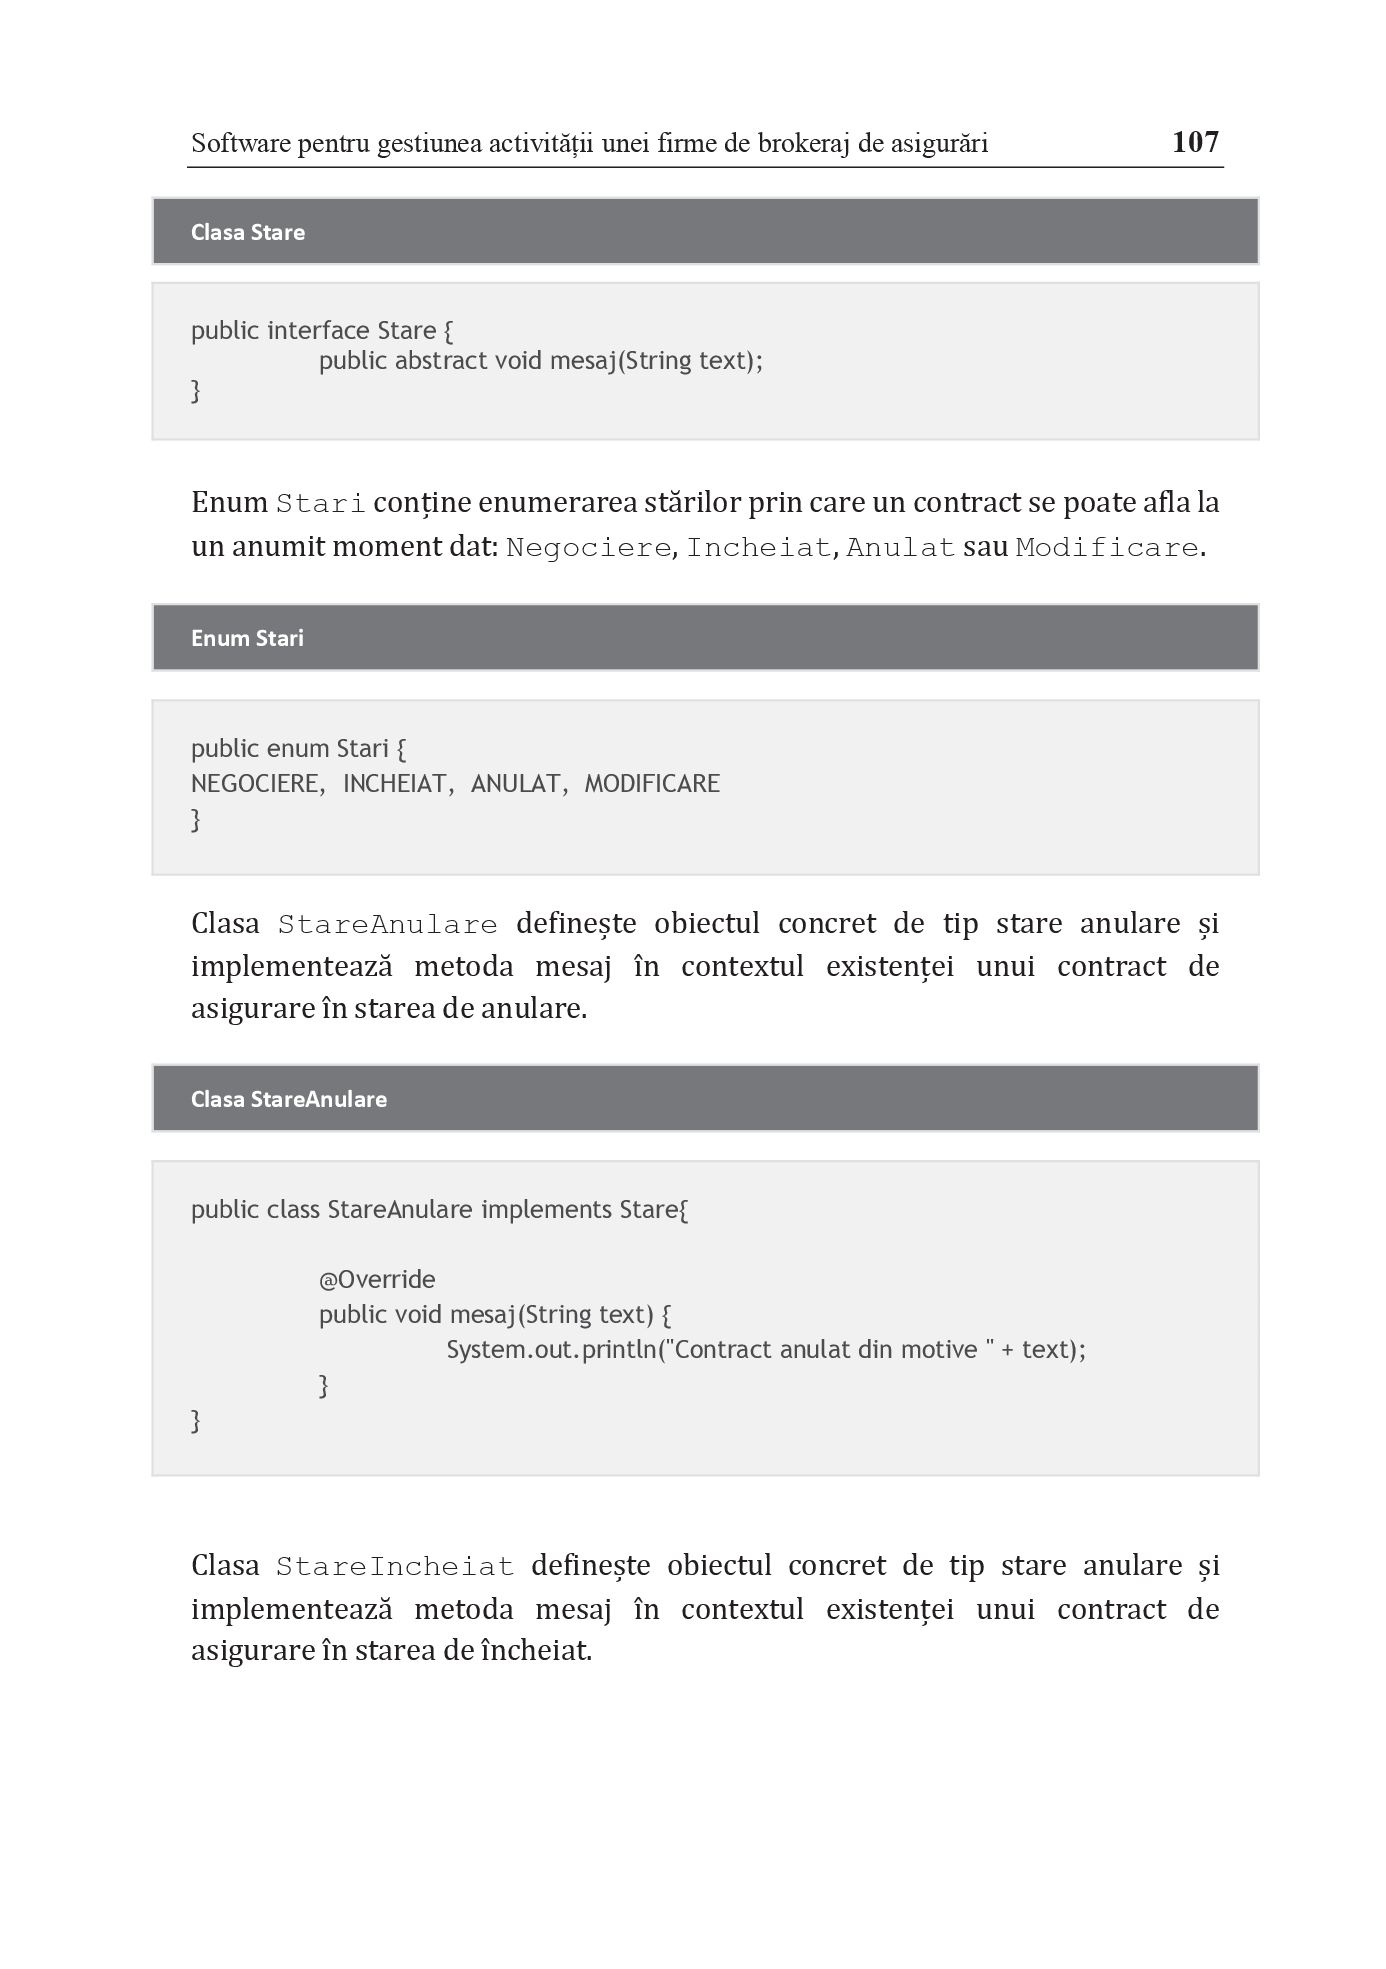 Software pentru gestiunea activității unei firme de brokeraj de asigurări 107
Clasa Stare
public interface Stare {
public abstract void mesaj(String text);
}
Enum Stari conține enumerarea stărilor prin care un contract se poate afla la
un anumit moment dat: Negociere, Incheiat, Anulat sau Modificare.
Enum Stari
public enum Stari {
NEGOCIERE, INCHEIAT, ANULAT, MODIFICARE
}
Clasa StareAnulare definește obiectul concret de tip stare anulare și
implementează metoda mesaj în contextul existenței unui contract de
asigurare în starea de anulare.
Clasa StareAnulare
public class StareAnulare implements Stare{
@Override
public void mesaj(String text) {
System.out.println("Contract anulat din motive " + text);
}
}
Clasa StareIncheiat definește obiectul concret de tip stare anulare și
implementează metoda mesaj în contextul existenței unui contract de
asigurare în starea de încheiat.